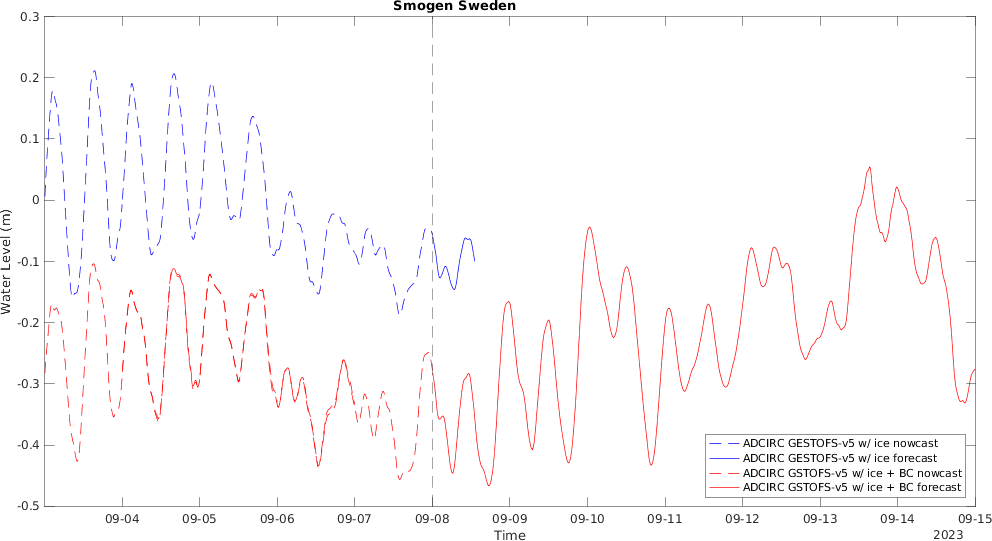 Smogen Sweden
0.3
0.2
0.1
0
-0.1
-0.2
-0.3
-0.4
-0.5
Water Level (m)
ADCIRC GESTOFS-v5 w/ ice nowcast
ADCIRC GESTOFS-v5 w/ ice forecast
ADCIRC GSTOFS-v5 w/ ice + BC nowcast
ADCIRC GSTOFS-v5 w/ ice + BC forecast
09-04 09-05 09-06 09-07 09-08 09-09 09-10 09-11 09-12 09-13 09-14 09-15
Time
2023